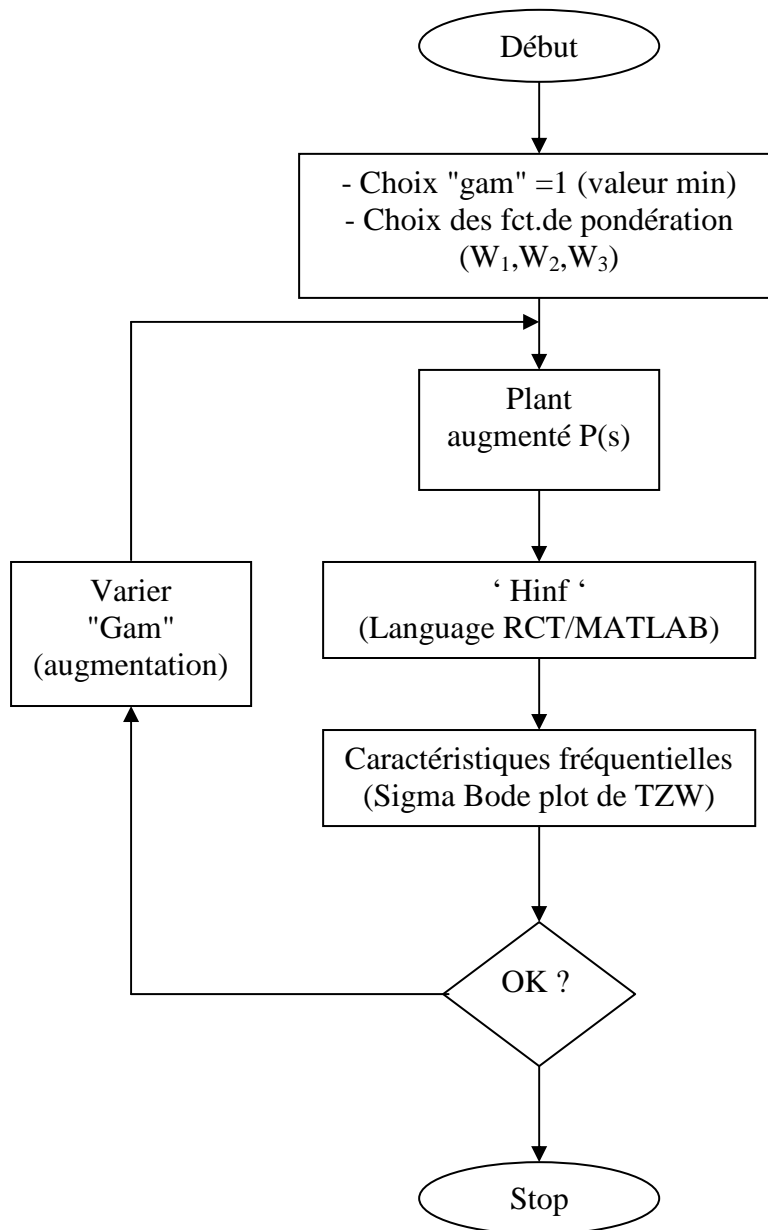 Début
- Choix "gam" =1 (valeur min)
- Choix des fct.de pondération
(W₁,W₂,W₃)
Plant
augmenté P(s)
‘ Hinf ‘
(Language RCT/MATLAB)
Varier
"Gam"
(augmentation)
Caractéristiques fréquentielles
(Sigma Bode plot de TZW)
OK ?
Stop